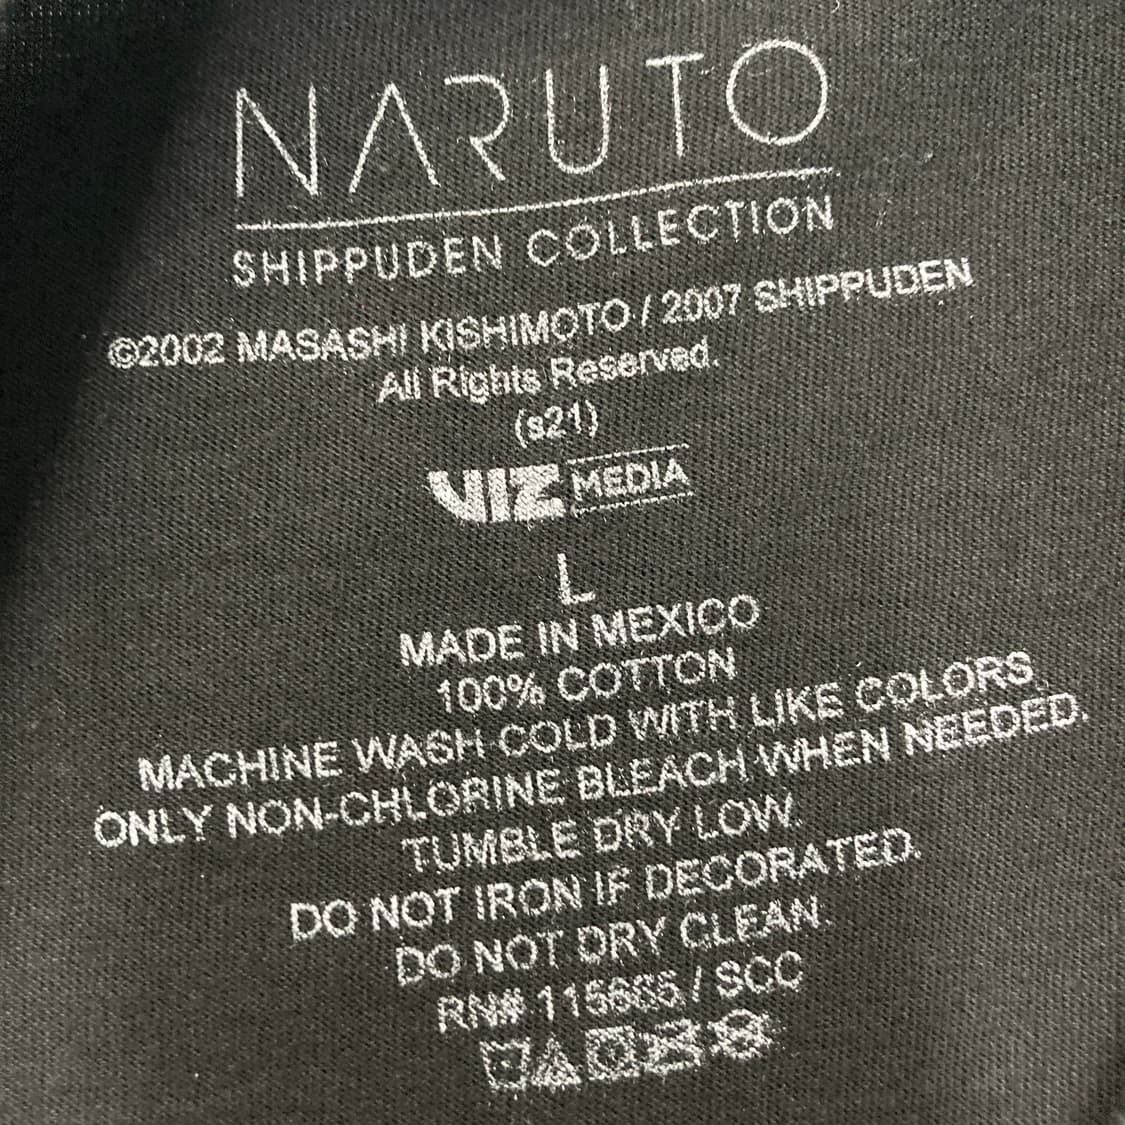 NARUTO
SHIPPUDEN COLLECTION
©2002 MASASHI KISHIMOTO / 2007 SHIPPUDEN
All Rights Reserved.
(s21)
VIZ MEDIA
L
MADE IN MEXICO
100% COTTON
MACHINE WASH COLD WITH LIKE COLORS.
ONLY NON-CHLORINE BLEACH WHEN NEEDED.
TUMBLE DRY LOW.
DO NOT IRON IF DECORATED.
DO NOT DRY CLEAN.
RN# / SCC